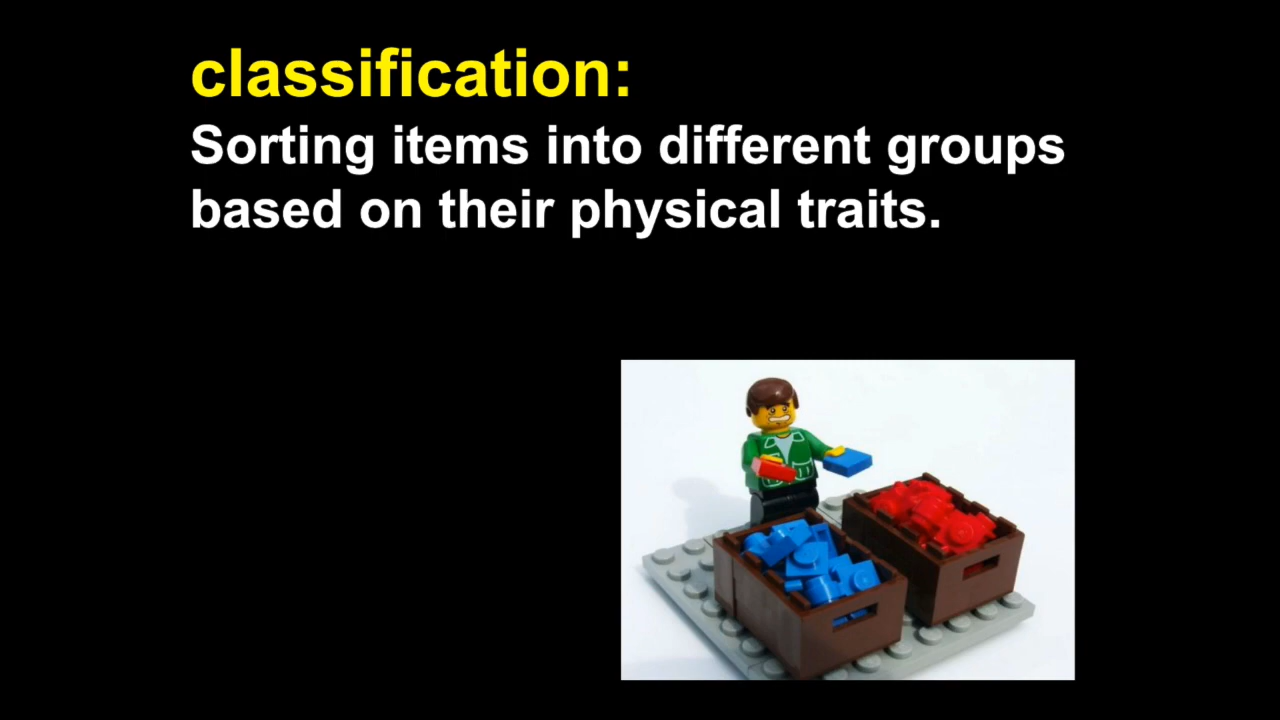 classification:
Sorting items into different groups
based on their physical traits.